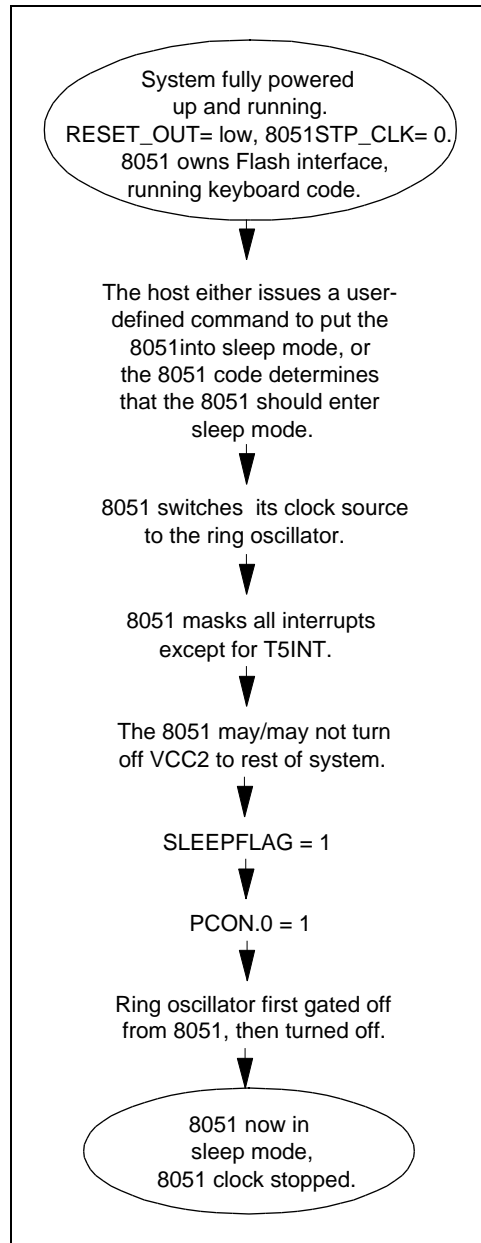 System fully powered
up and running.
RESET_OUT= low, 8051STP_CLK= 0.
8051 owns Flash interface,
running keyboard code.
The host either issues a user-
defined command to put the
8051into sleep mode, or
the 8051 code determines
that the 8051 should enter
sleep mode.
8051 switches its clock source
to the ring oscillator.
8051 masks all interrupts
except for T5INT.
The 8051 may/may not turn
off VCC2 to rest of system.
SLEEPFLAG = 1
PCON.0 = 1
Ring oscillator first gated off
from 8051, then turned off.
8051 now in
sleep mode,
8051 clock stopped.